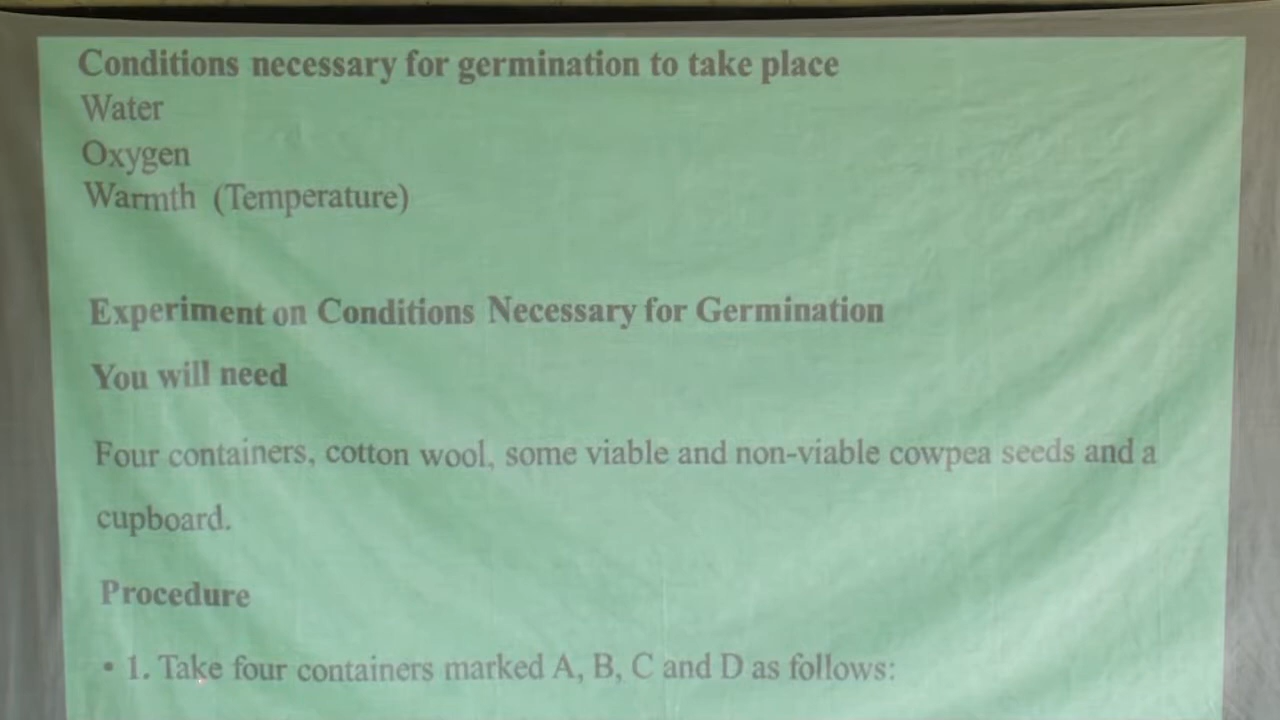 Conditions necessary for germination to take place
Water
Oxygen
Warmth (Temperature)
Experiment on Conditions Necessary for Germination
You will need
Four containers, cotton wool, some viable and non-viable cowpea seeds and a
cupboard.
Procedure
• 1. Take four containers marked A, B, C and D as follows: